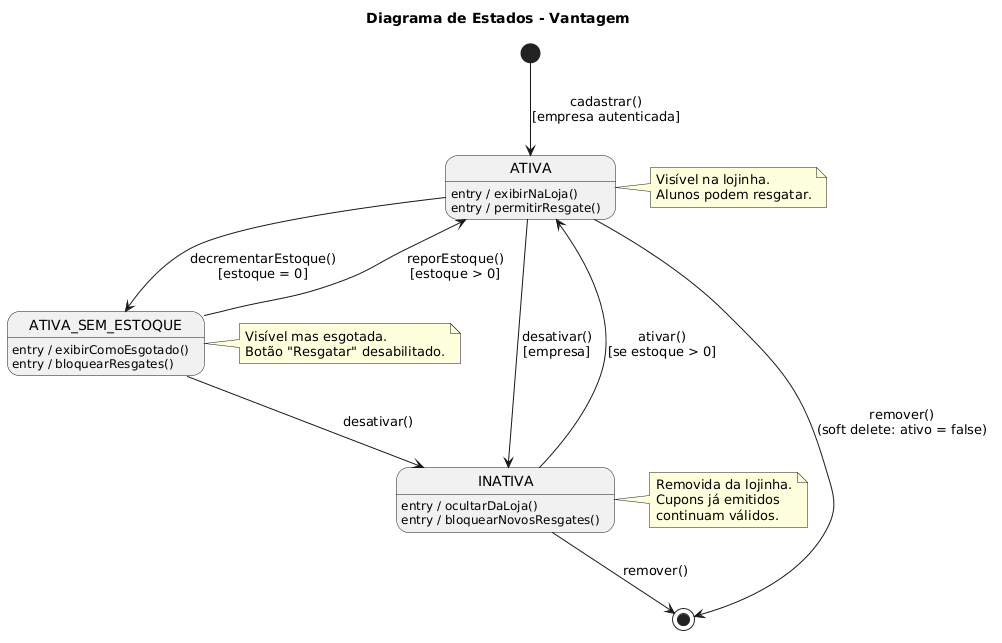 Diagrama de Estados - Vantagem
cadastrar()
[empresa autenticada]
ATIVA
entry / exibirNaLoja()
entry / permitirResgate()
Visível na lojinha.
Alunos podem resgatar.
decrementarEstoque()
[estoque = 0]
reporEstoque()
[estoque > 0]
ATIVA_SEM_ESTOQUE
entry / exibirComoEsgotado()
entry / bloquearResgates()
Visível mas esgotada.
Botão "Resgatar" desabilitado.
desativar()
[empresa]
ativar()
[se estoque > 0]
desativar()
remover()
(soft delete: ativo = false)
INATIVA
entry / ocultarDaLoja()
entry / bloquearNovosResgates()
Removida da lojinha.
Cupons já emitidos
continuam válidos.
remover()